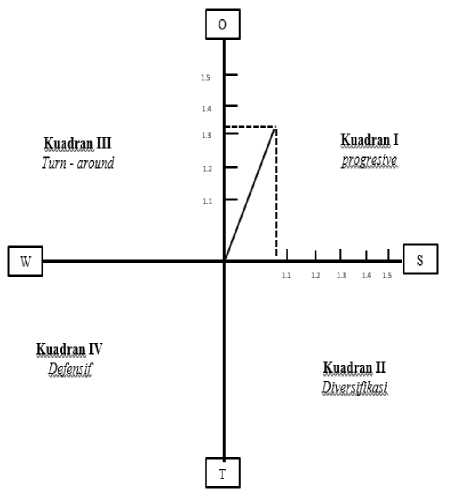 O
1.5
1.4
1.3
1.2
1.1
Kuadran III
Turn - around
Kuadran I
progresive
W
S
1.1
1.2
1.3
1.4
1.5
Kuadran IV
Defensif
Kuadran II
Diversifikasi
T